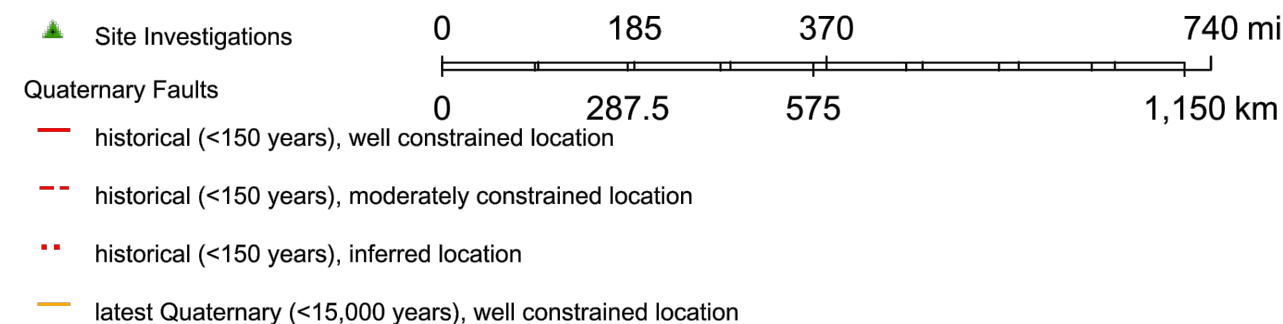 Site Investigations
0 185 370 740 mi
Quaternary Faults
0 287.5 575 1,150 km
historical (<150 years), well constrained location
historical (<150 years), moderately constrained location
historical (<150 years), inferred location
latest Quaternary (<15,000 years), well constrained location